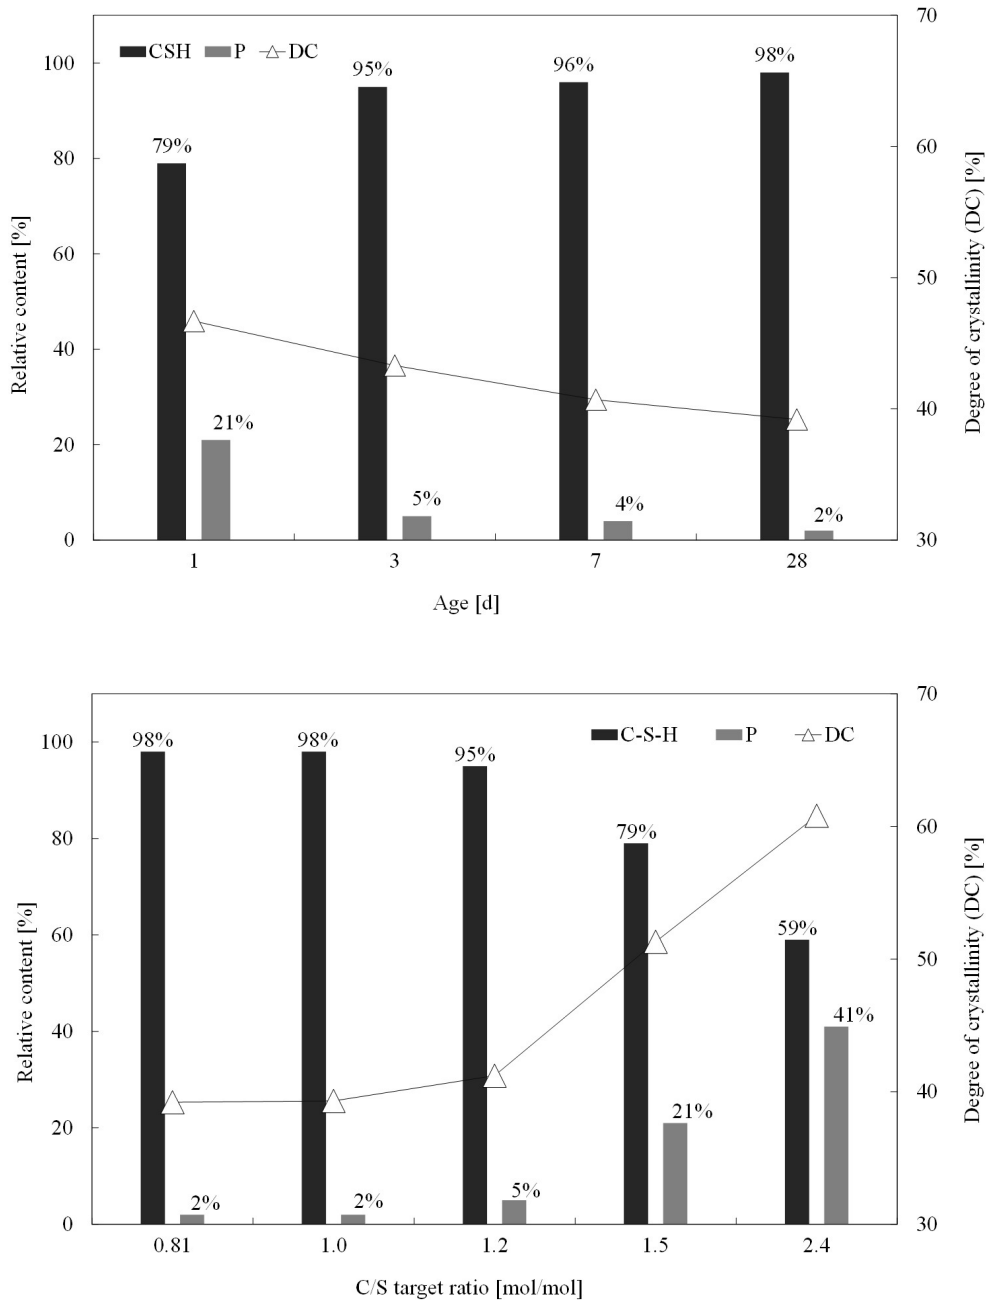 CSH P DC
79% 95% 96% 98%
21% 5% 4% 2%
100
80
60
40
20
0
Relative content [%]
70
60
50
40
30
Degree of crystallinity (DC) [%]
1 3 7 28
Age [d]
C-S-H P DC
98% 98% 95% 79% 59%
2% 2% 5% 21% 41%
100
80
60
40
20
0
Relative content [%]
70
60
50
40
30
Degree of crystallinity (DC) [%]
0.81 1.0 1.2 1.5 2.4
C/S target ratio [mol/mol]